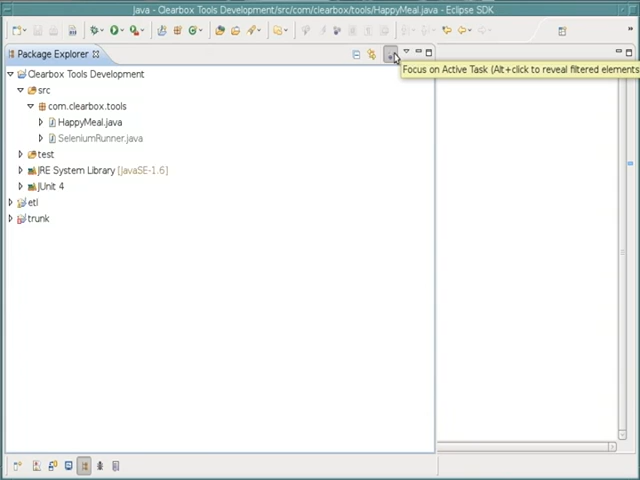 Java - Clearbox Tools Development/src/com/clearbox/tools/HappyMeal.java - Eclipse SDK
Package Explorer
Focus on Active Task (Alt+click to reveal filtered elements
Clearbox Tools Development
src
com.clearbox.tools
HappyMeal.java
SeleniumRunner.java
test
JRE System Library [JavaSE-1.6]
JUnit 4
etl
trunk